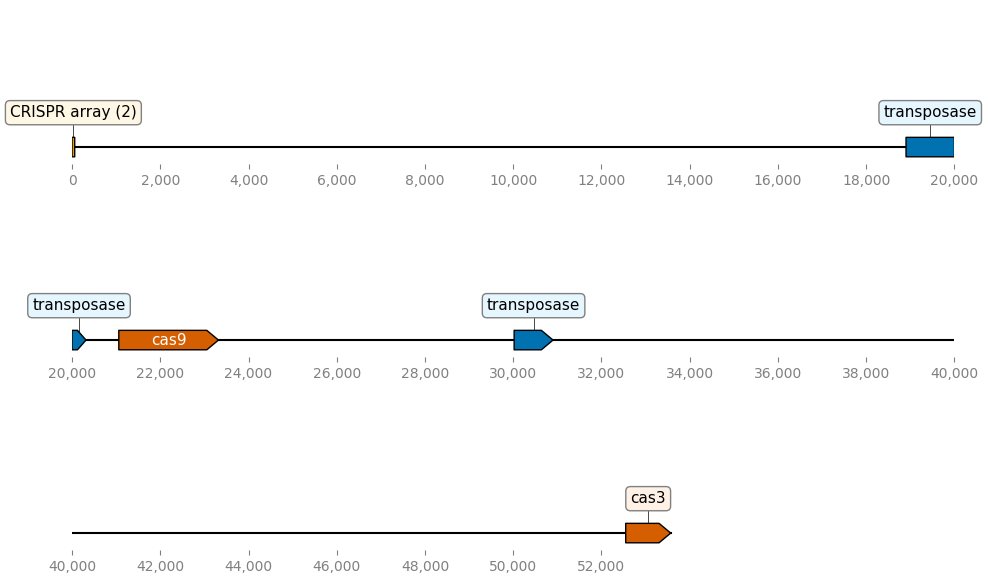 CRISPR array (2) transposase
0 2,000 4,000 6,000 8,000 10,000 12,000 14,000 16,000 18,000 20,000
transposase transposase
cas9
20,000 22,000 24,000 26,000 28,000 30,000 32,000 34,000 36,000 38,000 40,000
cas3
40,000 42,000 44,000 46,000 48,000 50,000 52,000